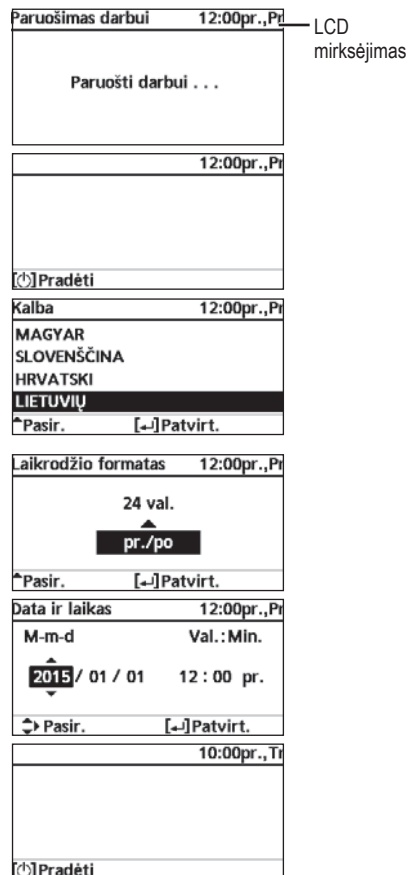 Paruošimas darbui 12:00pr.,Pr
LCD
mirksėjimas
Paruošti darbui . . .
12:00pr.,Pr
[⏻]Pradėti
Kalba 12:00pr.,Pr
MAGYAR
SLOVENŠČINA
HRVATSKI
LIETUVIŲ
Pasir. [↵]Patvirt.
Laikrodžio formatas 12:00pr.,Pr
24 val.
pr./po
Pasir. [↵]Patvirt.
Data ir laikas 12:00pr.,Pr
M-m-d Val.:Min.
2015 / 01 / 01 12 : 00 pr.
Pasir. [↵]Patvirt.
10:00pr.,Tr
[⏻]Pradėti